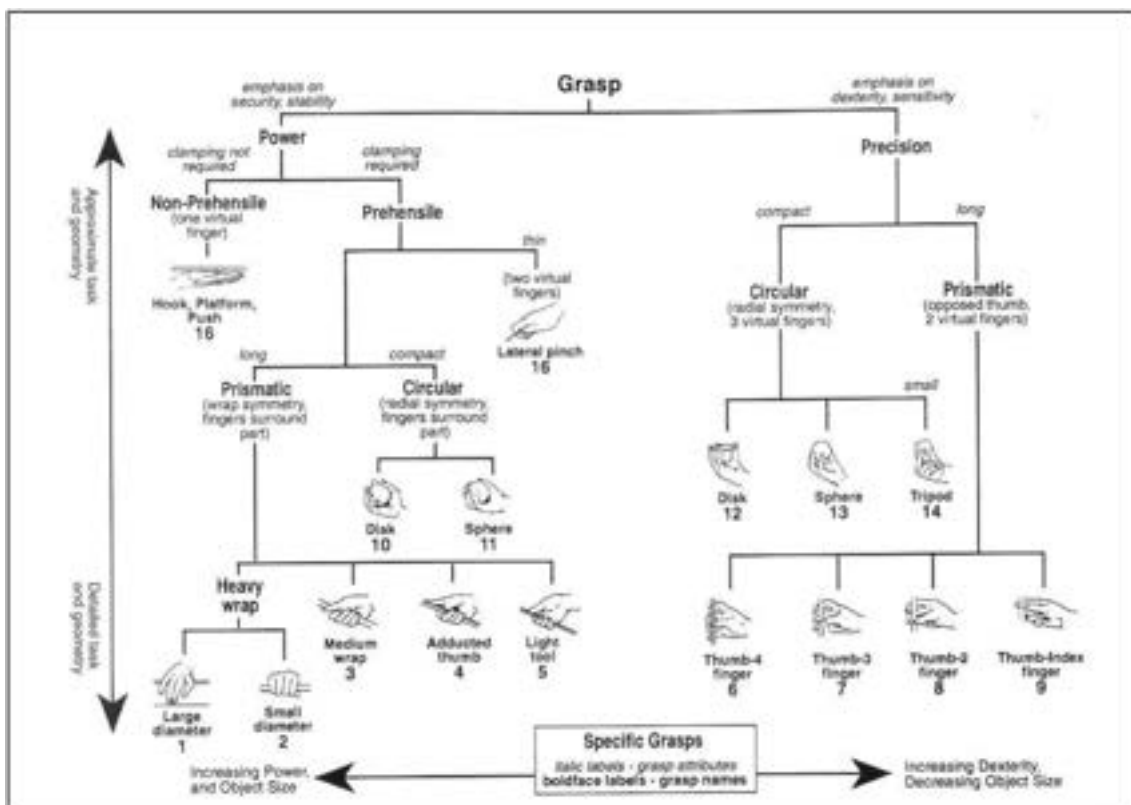 Grasp
emphasis on
security, stability
emphasis on
dexterity, sensitivity
Power
Precision
clamping not
required
clamping
required
Non-Prehensile
(one virtual
finger)
Prehensile
Hook, Platform,
Push
16
thin
(two virtual
fingers)
Lateral pinch
16
long
compact
Prismatic
(wrap symmetry,
fingers surround
part)
Circular
(radial symmetry,
fingers surround
part)
Disk
10
Sphere
11
Heavy
wrap
Large
diameter
1
Small
diameter
2
Medium
wrap
3
Adducted
thumb
4
Light
tool
5
compact
long
Circular
(radial symmetry,
3 virtual fingers)
Prismatic
(opposed thumb,
2 virtual fingers)
small
Disk
12
Sphere
13
Tripod
14
Thumb-4
finger
6
Thumb-3
finger
7
Thumb-2
finger
8
Thumb-Index
finger
9
Approximate task
and geometry
Detailed task
and geometry
Increasing Power,
and Object Size
Specific Grasps
italic labels - grasp attributes
boldface labels - grasp names
Increasing Dexterity,
Decreasing Object Size